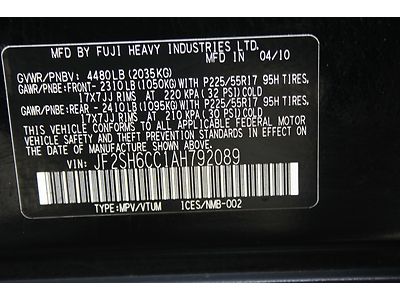 MFD BY FUJI HEAVY INDUSTRIES LTD.
MFD IN 04/10
GVWR/PNBV: 4480LB (2035KG)
GAWR/PNBE:FRONT- 2310LB (1050KG) WITH P225/55R17 95H TIRES,
17x7JJ RIMS AT 220 KPA (32 PSI) COLD
GAWR/PNBE:REAR - 2410LB (1095KG) WITH P225/55R17 95H TIRES,
17x7JJ RIMS AT 210 KPA (30 PSI) COLD
THIS VEHICLE CONFORMS TO ALL APPLICABLE FEDERAL MOTOR
VEHICLE SAFETY AND THEFT PREVENTION STANDARDS IN EFFECT
ON THE DATE OF MANUFACTURE SHOWN ABOVE.
VIN: JF2SH6CC1AH792089
TYPE:MPV/VTUM ICES/NMB-002